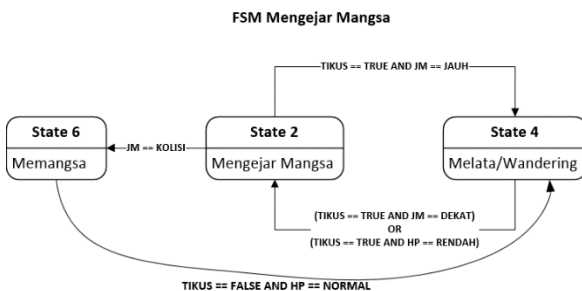 FSM Mengejar Mangsa
TIKUS == TRUE AND JM == JAUH
State 6
Memangsa
JM == KOLISI
State 2
Mengejar Mangsa
State 4
Melata/Wandering
(TIKUS == TRUE AND JM == DEKAT)
OR
(TIKUS == TRUE AND HP == RENDAH)
TIKUS == FALSE AND HP == NORMAL